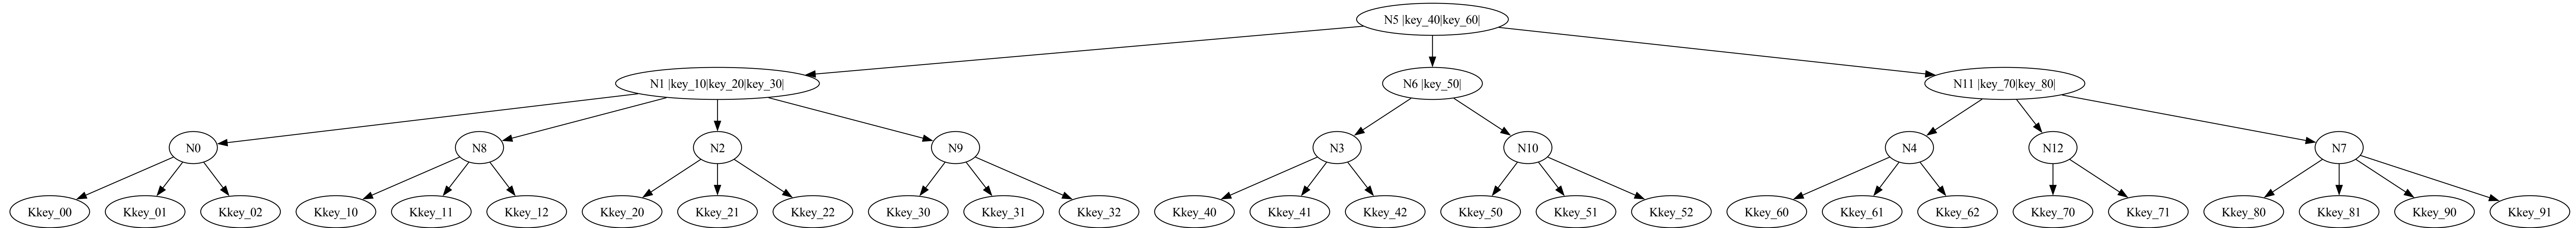 N5 |key_40|key_60|
N1 |key_10|key_20|key_30|
N6 |key_50|
N11 |key_70|key_80|
N0
N8
N2
N9
N3
N10
N4
N12
N7
Kkey_00
Kkey_01
Kkey_02
Kkey_10
Kkey_11
Kkey_12
Kkey_20
Kkey_21
Kkey_22
Kkey_30
Kkey_31
Kkey_32
Kkey_40
Kkey_41
Kkey_42
Kkey_50
Kkey_51
Kkey_52
Kkey_60
Kkey_61
Kkey_62
Kkey_70
Kkey_71
Kkey_80
Kkey_81
Kkey_90
Kkey_91